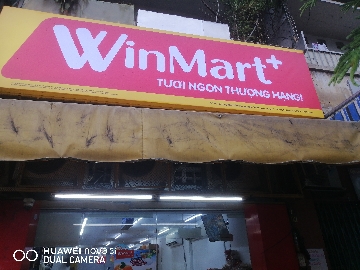 WinMart+
TƯƠI NGON THƯỢNG HẠNG!
HUAWEI nova 3i
DUAL CAMERA